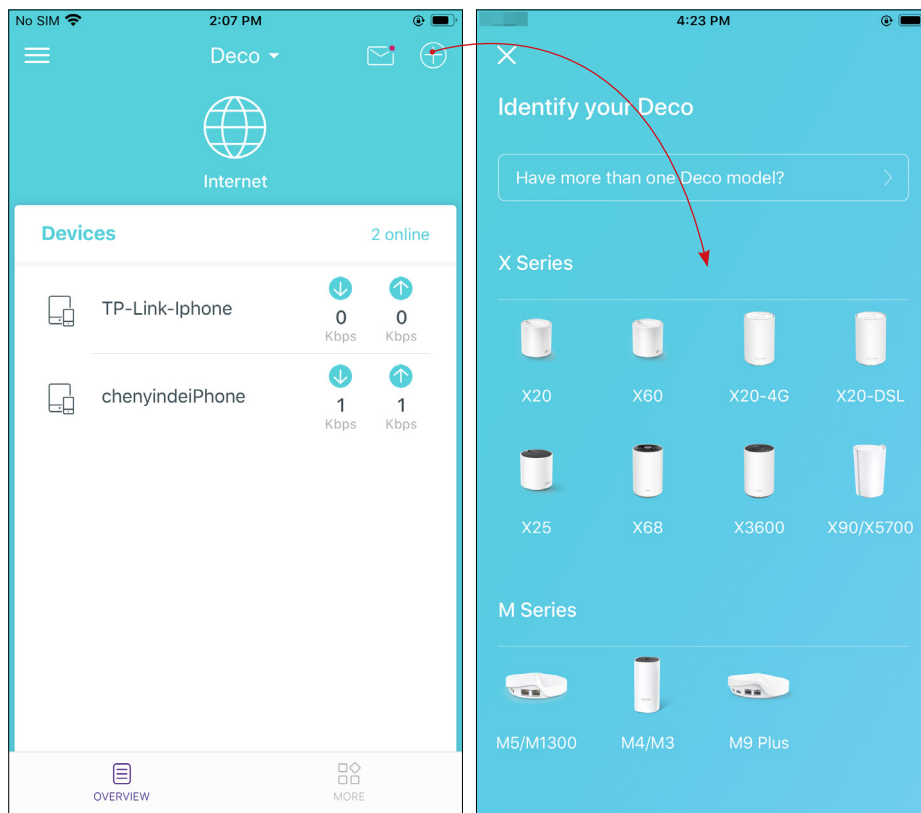 No SIM 2:07 PM
Deco
Internet
Devices 2 online
TP-Link-Iphone
0 0
Kbps Kbps
chenyindeiPhone
1 1
Kbps Kbps
OVERVIEW MORE
4:23 PM
Identify your Deco
Have more than one Deco model?
X Series
X20 X60 X20-4G X20-DSL
X25 X68 X3600 X90/X5700
M Series
M5/M1300 M4/M3 M9 Plus